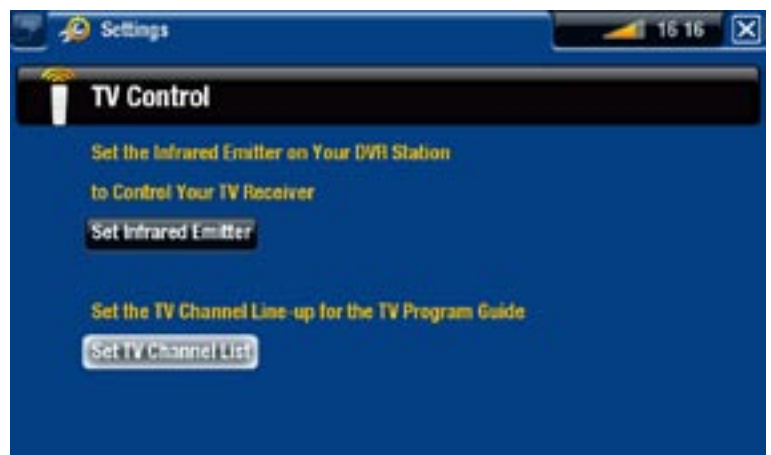 Settings
16 16
TV Control
Set the Infrared Emitter on Your DVR Station
to Control Your TV Receiver
Set Infrared Emitter
Set the TV Channel Line-up for the TV Program Guide
Set TV Channel List